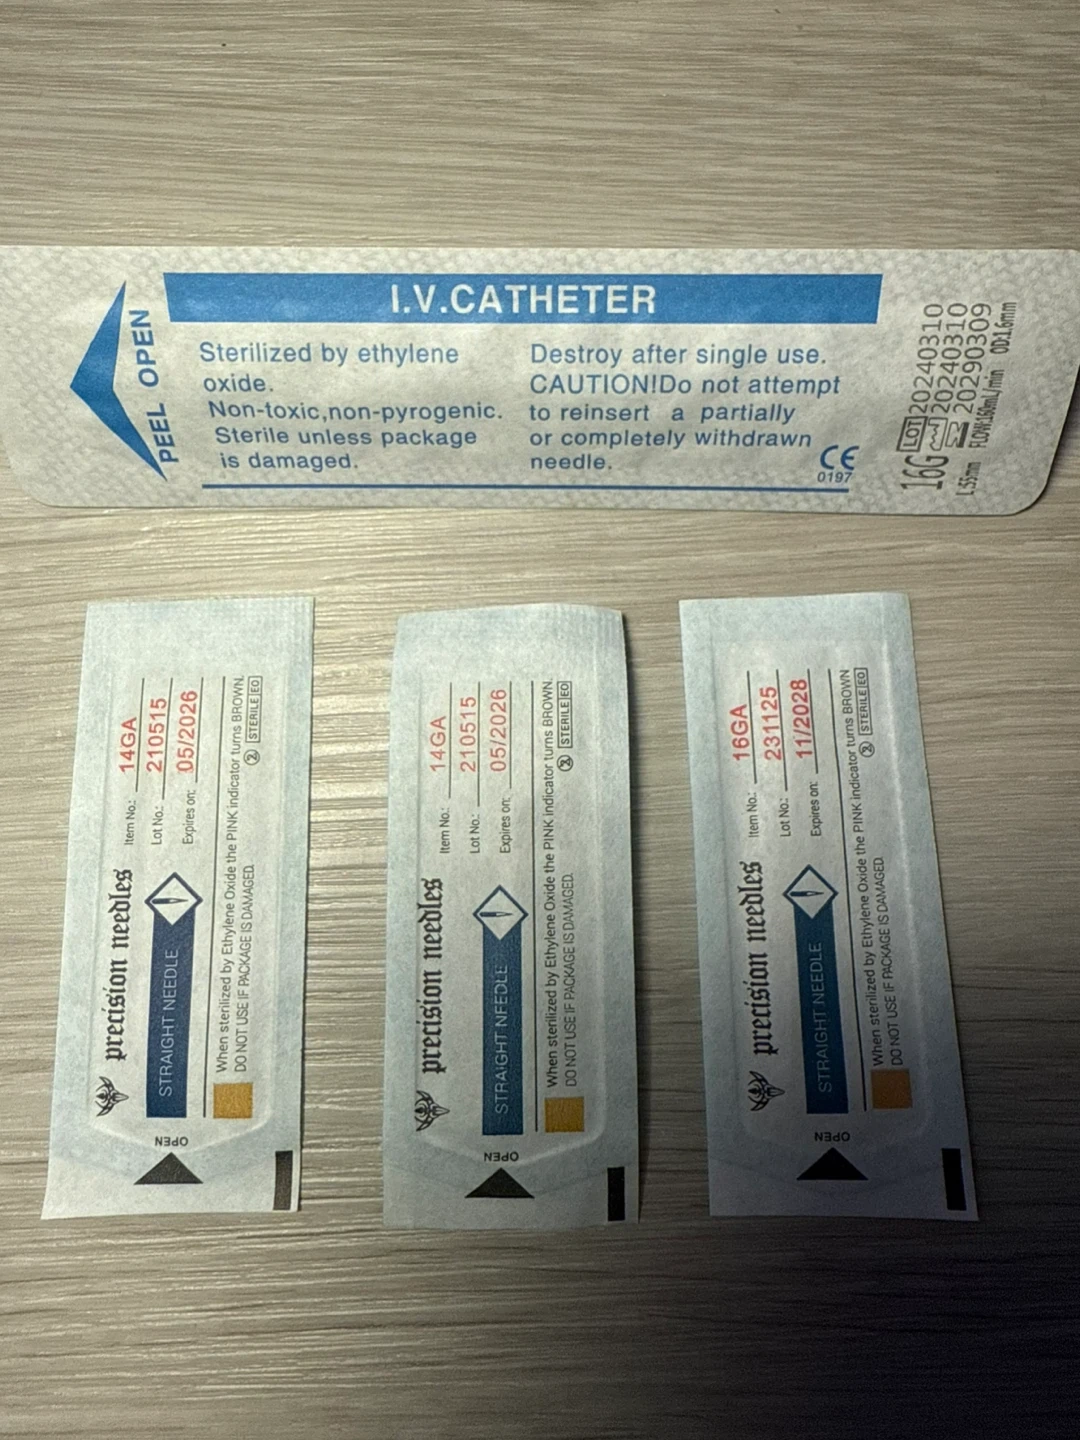 I.V.CATHETER
PEEL OPEN
Sterilized by ethylene
oxide.
Non-toxic,non-pyrogenic.
Sterile unless package
is damaged.
Destroy after single use.
CAUTION!Do not attempt
to reinsert a partially
or completely withdrawn
needle.
CE
0197
16G LOT 20240310
20240310
20290309
FLOW:180mL/min OD:1.6mm
precision needles
STRAIGHT NEEDLE
Item No.: 14GA
Lot No.: 210515
Expires on: 05/2026
When sterilized by Ethylene Oxide the PINK indicator turns BROWN.
DO NOT USE IF PACKAGE IS DAMAGED.
2 STERILE EO
OPEN
precision needles
STRAIGHT NEEDLE
Item No.: 14GA
Lot No.: 210515
Expires on: 05/2026
When sterilized by Ethylene Oxide the PINK indicator turns BROWN.
DO NOT USE IF PACKAGE IS DAMAGED.
2 STERILE EO
OPEN
precision needles
STRAIGHT NEEDLE
Item No.: 16GA
Lot No.: 231125
Expires on: 11/2028
When sterilized by Ethylene Oxide the PINK indicator turns BROWN
DO NOT USE IF PACKAGE IS DAMAGED.
2 STERILE EO
OPEN